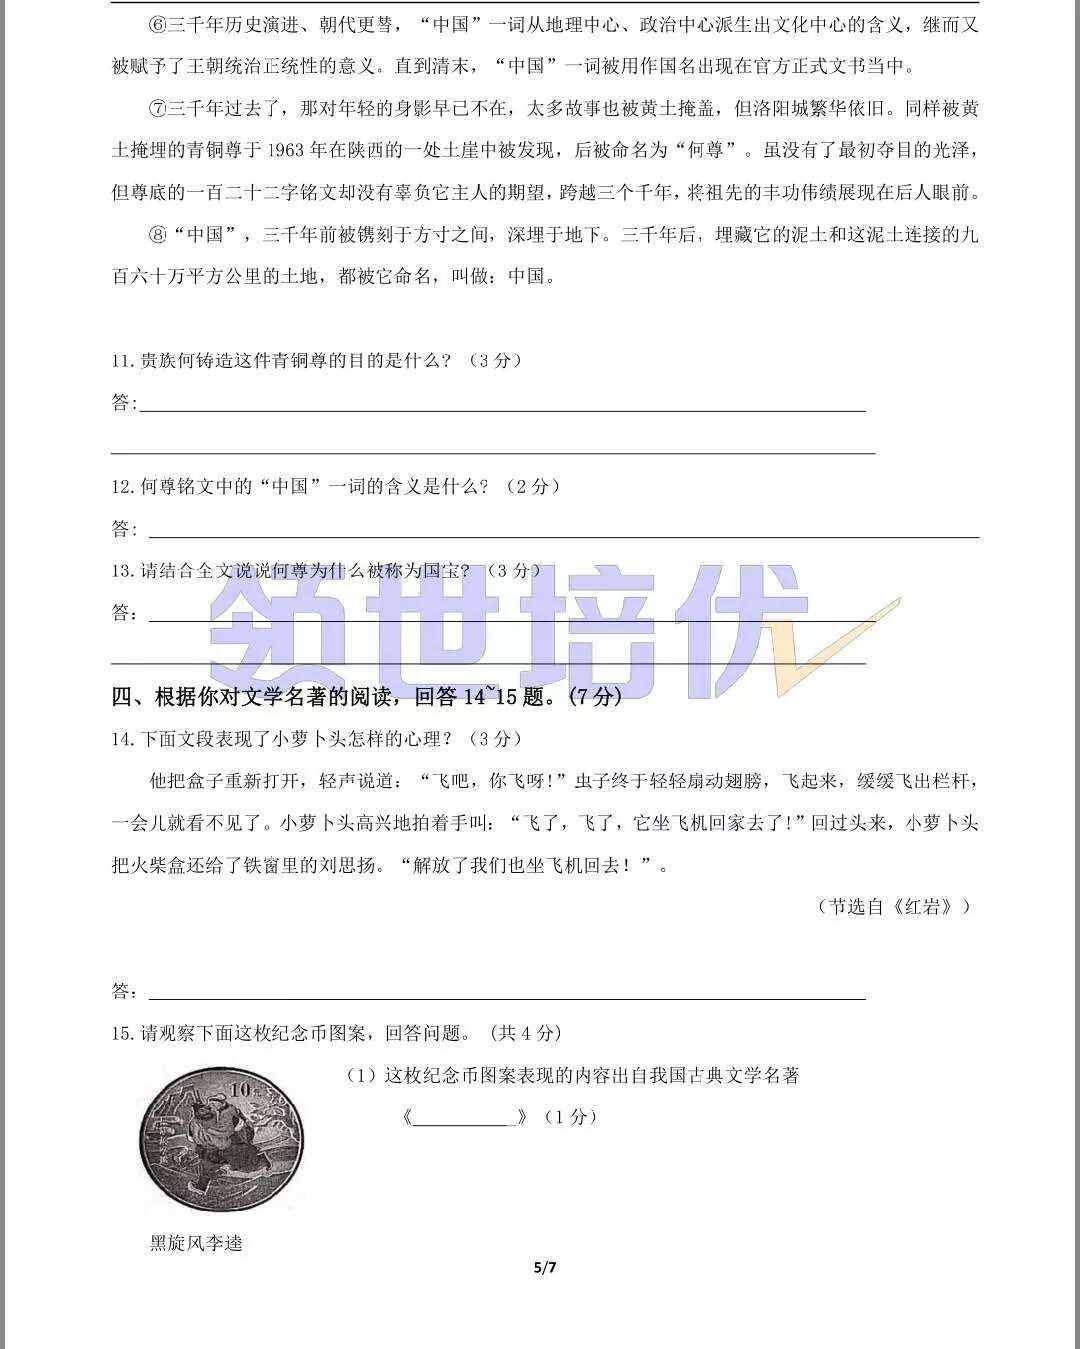 ⑥三千年历史演进、朝代更替，“中国”一词从地理中心、政治中心派生出文化中心的含义，继而又
被赋予了王朝统治正统性的意义。直到清末，“中国”一词被用作国名出现在官方正式文书当中。
⑦三千年过去了，那对年轻的身影早已不在，太多故事也被黄土掩盖，但洛阳城繁华依旧。同样被黄
土掩埋的青铜尊于 1963 年在陕西的一处土崖中被发现，后被命名为“何尊”。虽没有了最初夺目的光泽，
但尊底的一百二十二字铭文却没有辜负它主人的期望，跨越三个千年，将祖先的丰功伟绩展现在后人眼前。
⑧“中国”，三千年前被镌刻于方寸之间，深埋于地下。三千年后，埋藏它的泥土和这泥土连接的九
百六十万平方公里的土地，都被它命名，叫做：中国。
11.贵族何铸造这件青铜尊的目的是什么？（3 分）
答：
12.何尊铭文中的“中国”一词的含义是什么？（2 分）
答：
13.请结合全文说说何尊为什么被称为国宝？（3 分）
答：
领世培优
四、根据你对文学名著的阅读，回答 14~15 题。(7 分)
14.下面文段表现了小萝卜头怎样的心理？（3 分）
他把盒子重新打开，轻声说道：“飞吧，你飞呀！”虫子终于轻轻扇动翅膀，飞起来，缓缓飞出栏杆，
一会儿就看不见了。小萝卜头高兴地拍着手叫：“飞了，飞了，它坐飞机回家去了！”回过头来，小萝卜头
把火柴盒还给了铁窗里的刘思扬。“解放了我们也坐飞机回去！”。
（节选自《红岩》）
答：
15.请观察下面这枚纪念币图案，回答问题。（共 4 分）
（1）这枚纪念币图案表现的内容出自我国古典文学名著
《__________》（1 分）
10元
黑旋风李逵
5/7